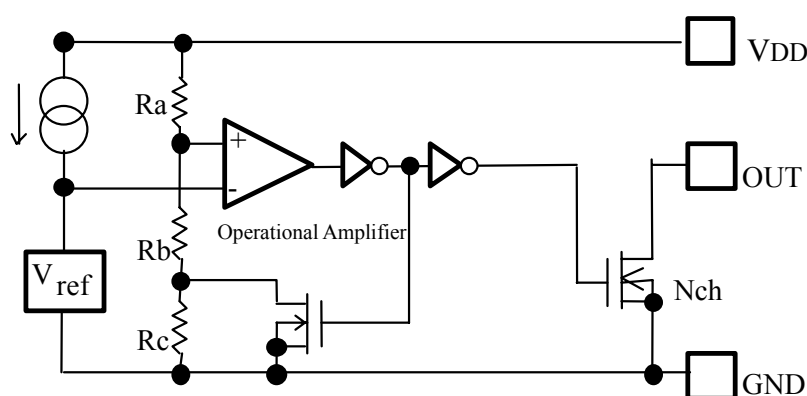 VDD
Ra
+
-
OUT
Operational Amplifier
Rb
Vref
Nch
Rc
GND